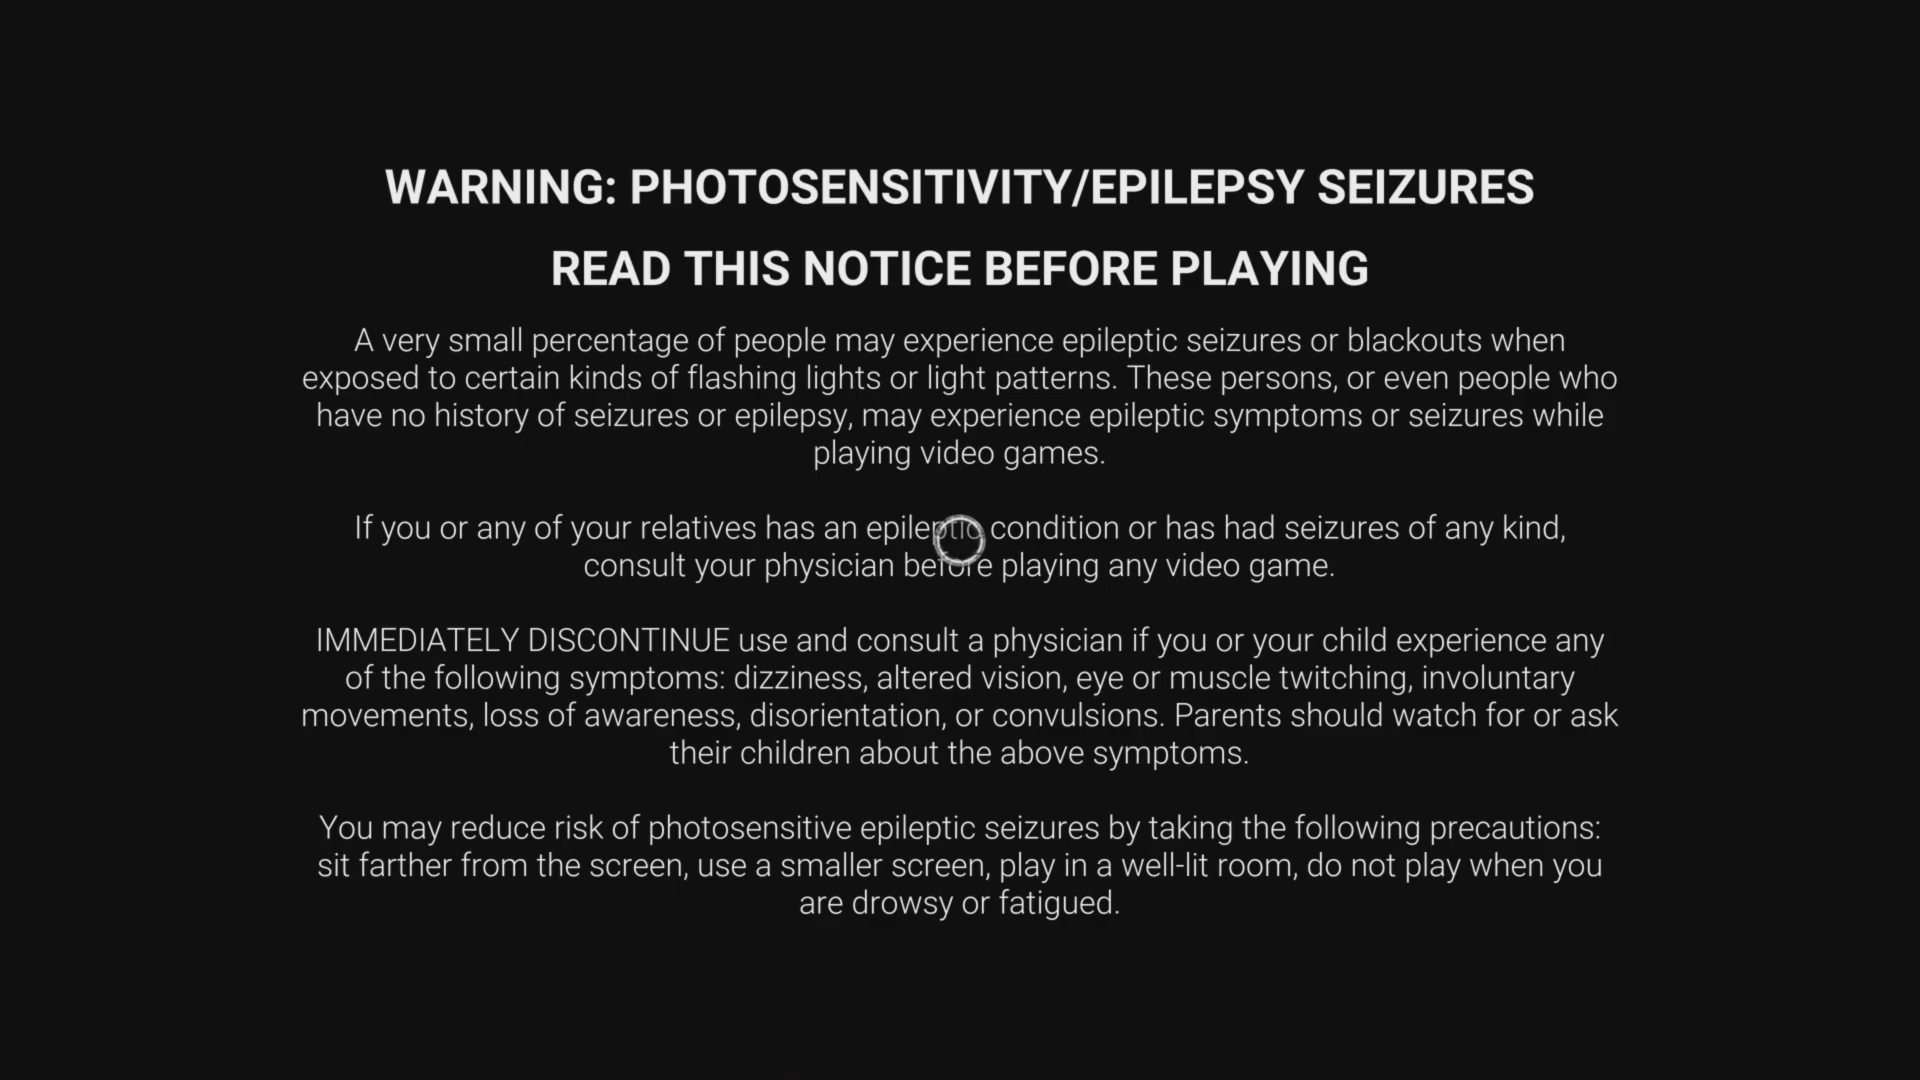 WARNING: PHOTOSENSITIVITY/EPILEPSY SEIZURES
READ THIS NOTICE BEFORE PLAYING
A very small percentage of people may experience epileptic seizures or blackouts when
exposed to certain kinds of flashing lights or light patterns. These persons, or even people who
have no history of seizures or epilepsy, may experience epileptic symptoms or seizures while
playing video games.
If you or any of your relatives has an epileptic condition or has had seizures of any kind,
consult your physician before playing any video game.
IMMEDIATELY DISCONTINUE use and consult a physician if you or your child experience any
of the following symptoms: dizziness, altered vision, eye or muscle twitching, involuntary
movements, loss of awareness, disorientation, or convulsions. Parents should watch for or ask
their children about the above symptoms.
You may reduce risk of photosensitive epileptic seizures by taking the following precautions:
sit farther from the screen, use a smaller screen, play in a well-lit room, do not play when you
are drowsy or fatigued.